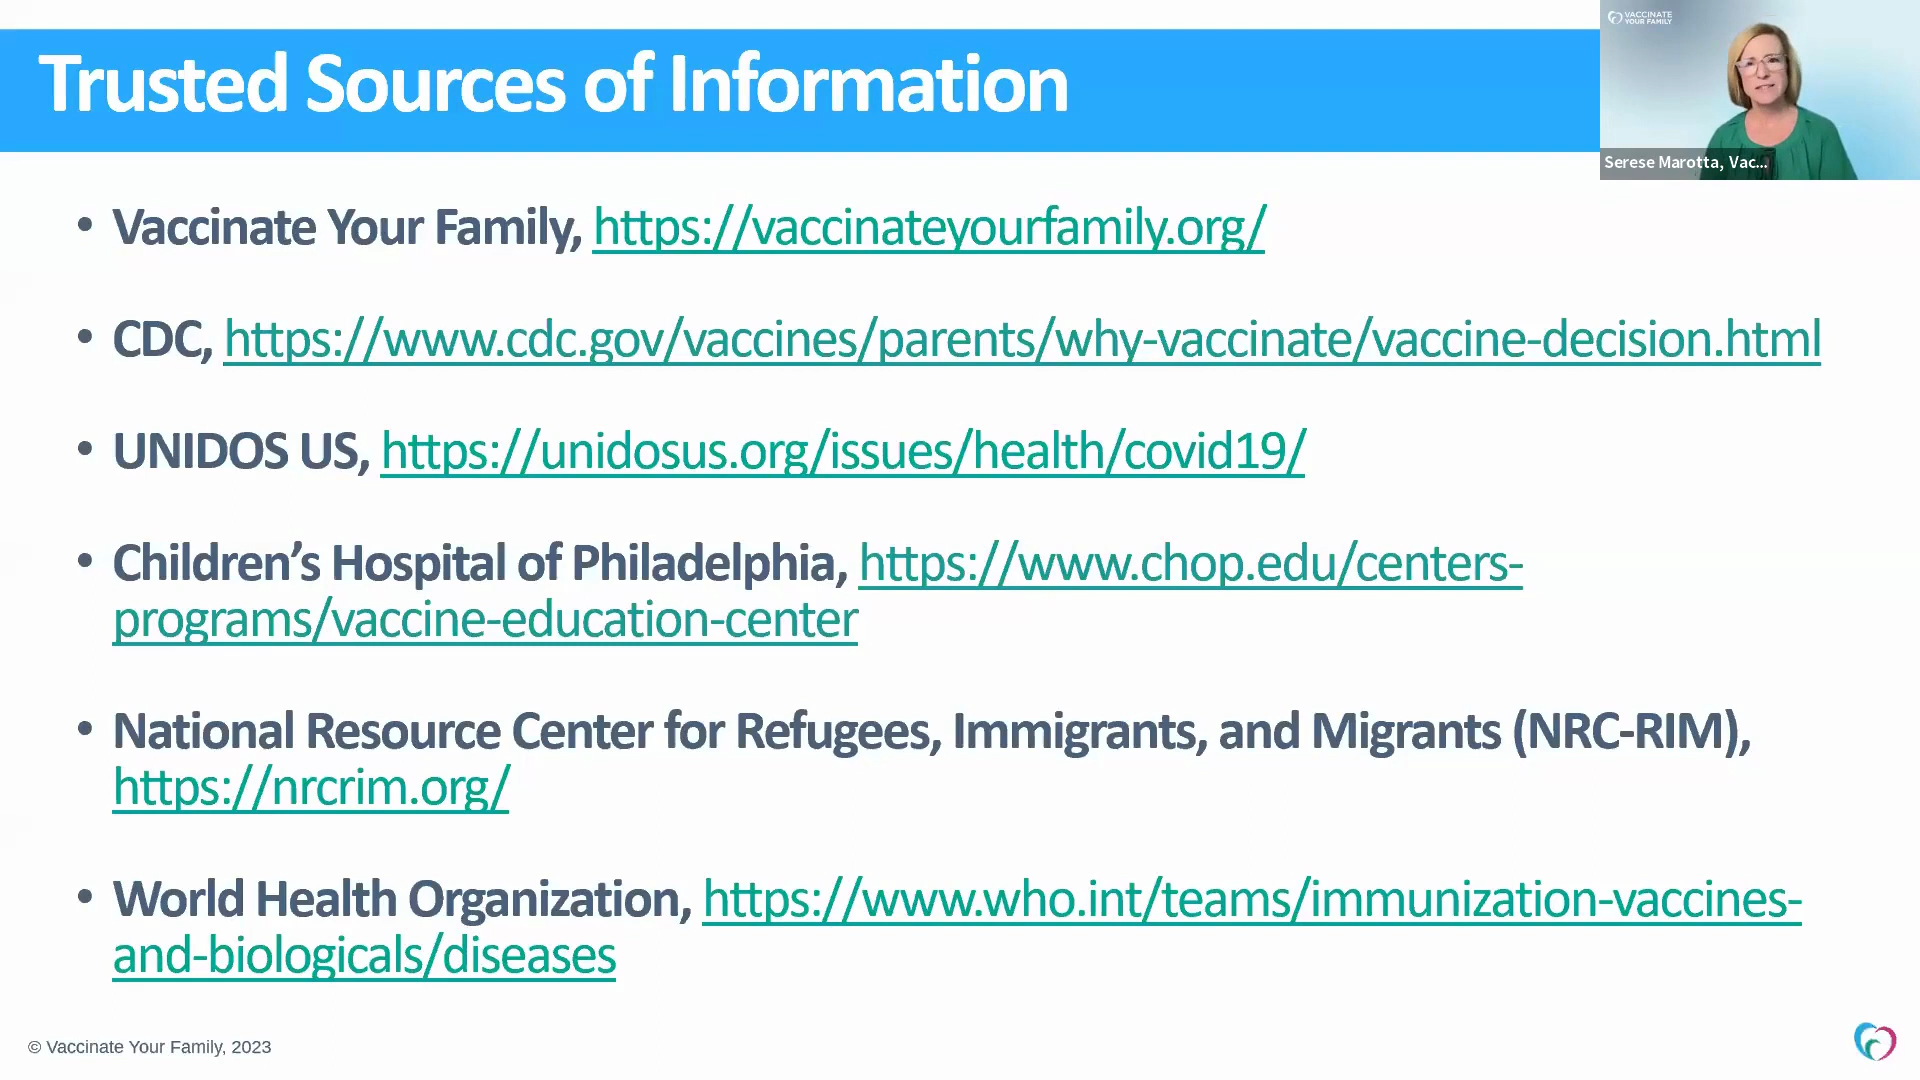 Trusted Sources of Information
VACCINATE
YOUR FAMILY
Serese Marotta, Vac...
• Vaccinate Your Family, https://vaccinateyourfamily.org/
• CDC, https://www.cdc.gov/vaccines/parents/why-vaccinate/vaccine-decision.html
• UNIDOS US, https://unidosus.org/issues/health/covid19/
• Children’s Hospital of Philadelphia, https://www.chop.edu/centers-
programs/vaccine-education-center
• National Resource Center for Refugees, Immigrants, and Migrants (NRC-RIM),
https://nrcrim.org/
• World Health Organization, https://www.who.int/teams/immunization-vaccines-
and-biologicals/diseases
© Vaccinate Your Family, 2023